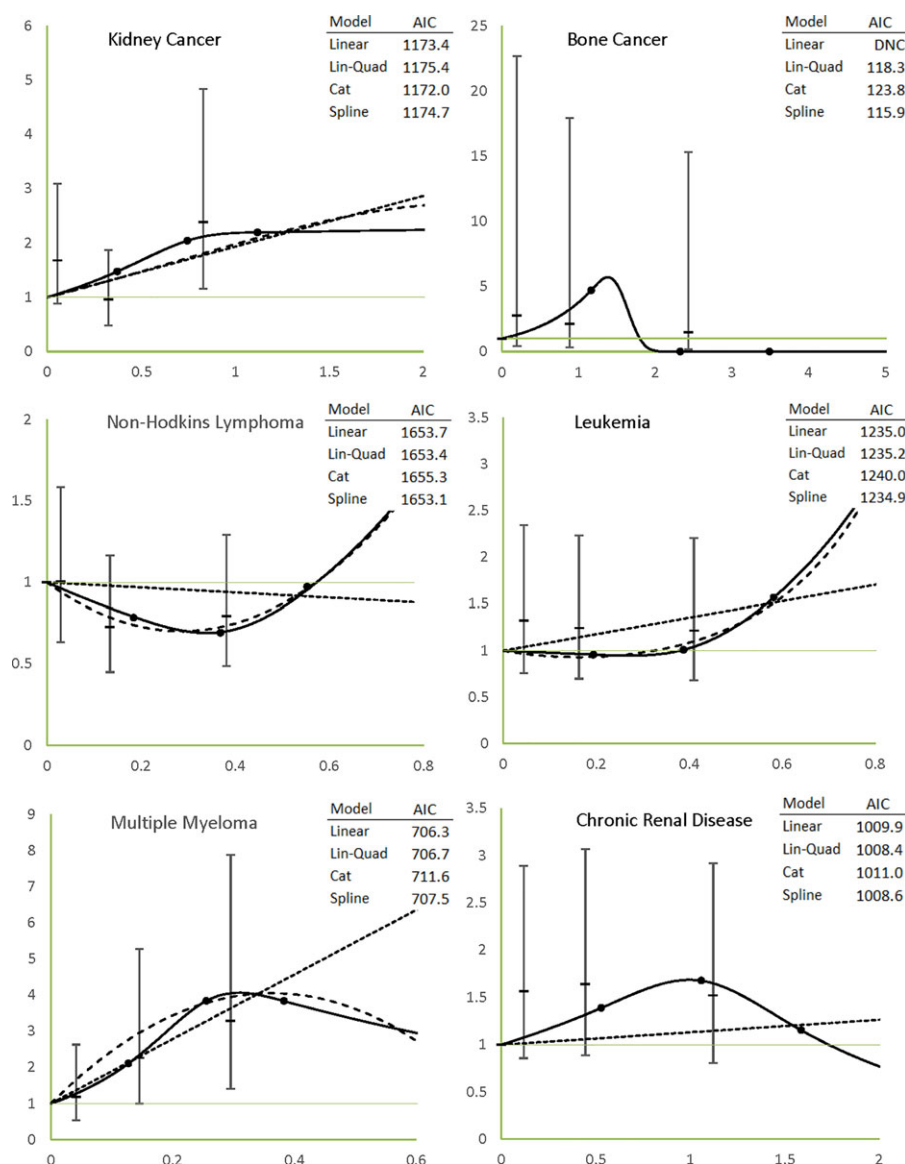 Kidney Cancer
Model AIC
Linear 1173.4
Lin-Quad 1175.4
Cat 1172.0
Spline 1174.7
6
5
4
3
2
1
0
0 0.5 1 1.5 2
Bone Cancer
Model AIC
Linear DNC
Lin-Quad 118.3
Cat 123.8
Spline 115.9
25
20
15
10
5
0
0 1 2 3 4 5
Non-Hodkins Lymphoma
Model AIC
Linear 1653.7
Lin-Quad 1653.4
Cat 1655.3
Spline 1653.1
2
1.5
1
0.5
0
0 0.2 0.4 0.6 0.8
Leukemia
Model AIC
Linear 1235.0
Lin-Quad 1235.2
Cat 1240.0
Spline 1234.9
3.5
3
2.5
2
1.5
1
0.5
0
0 0.2 0.4 0.6 0.8
Multiple Myeloma
Model AIC
Linear 706.3
Lin-Quad 706.7
Cat 711.6
Spline 707.5
9
8
7
6
5
4
3
2
1
0
0 0.2 0.4 0.6
Chronic Renal Disease
Model AIC
Linear 1009.9
Lin-Quad 1008.4
Cat 1011.0
Spline 1008.6
3.5
3
2.5
2
1.5
1
0.5
0
0 0.5 1 1.5 2